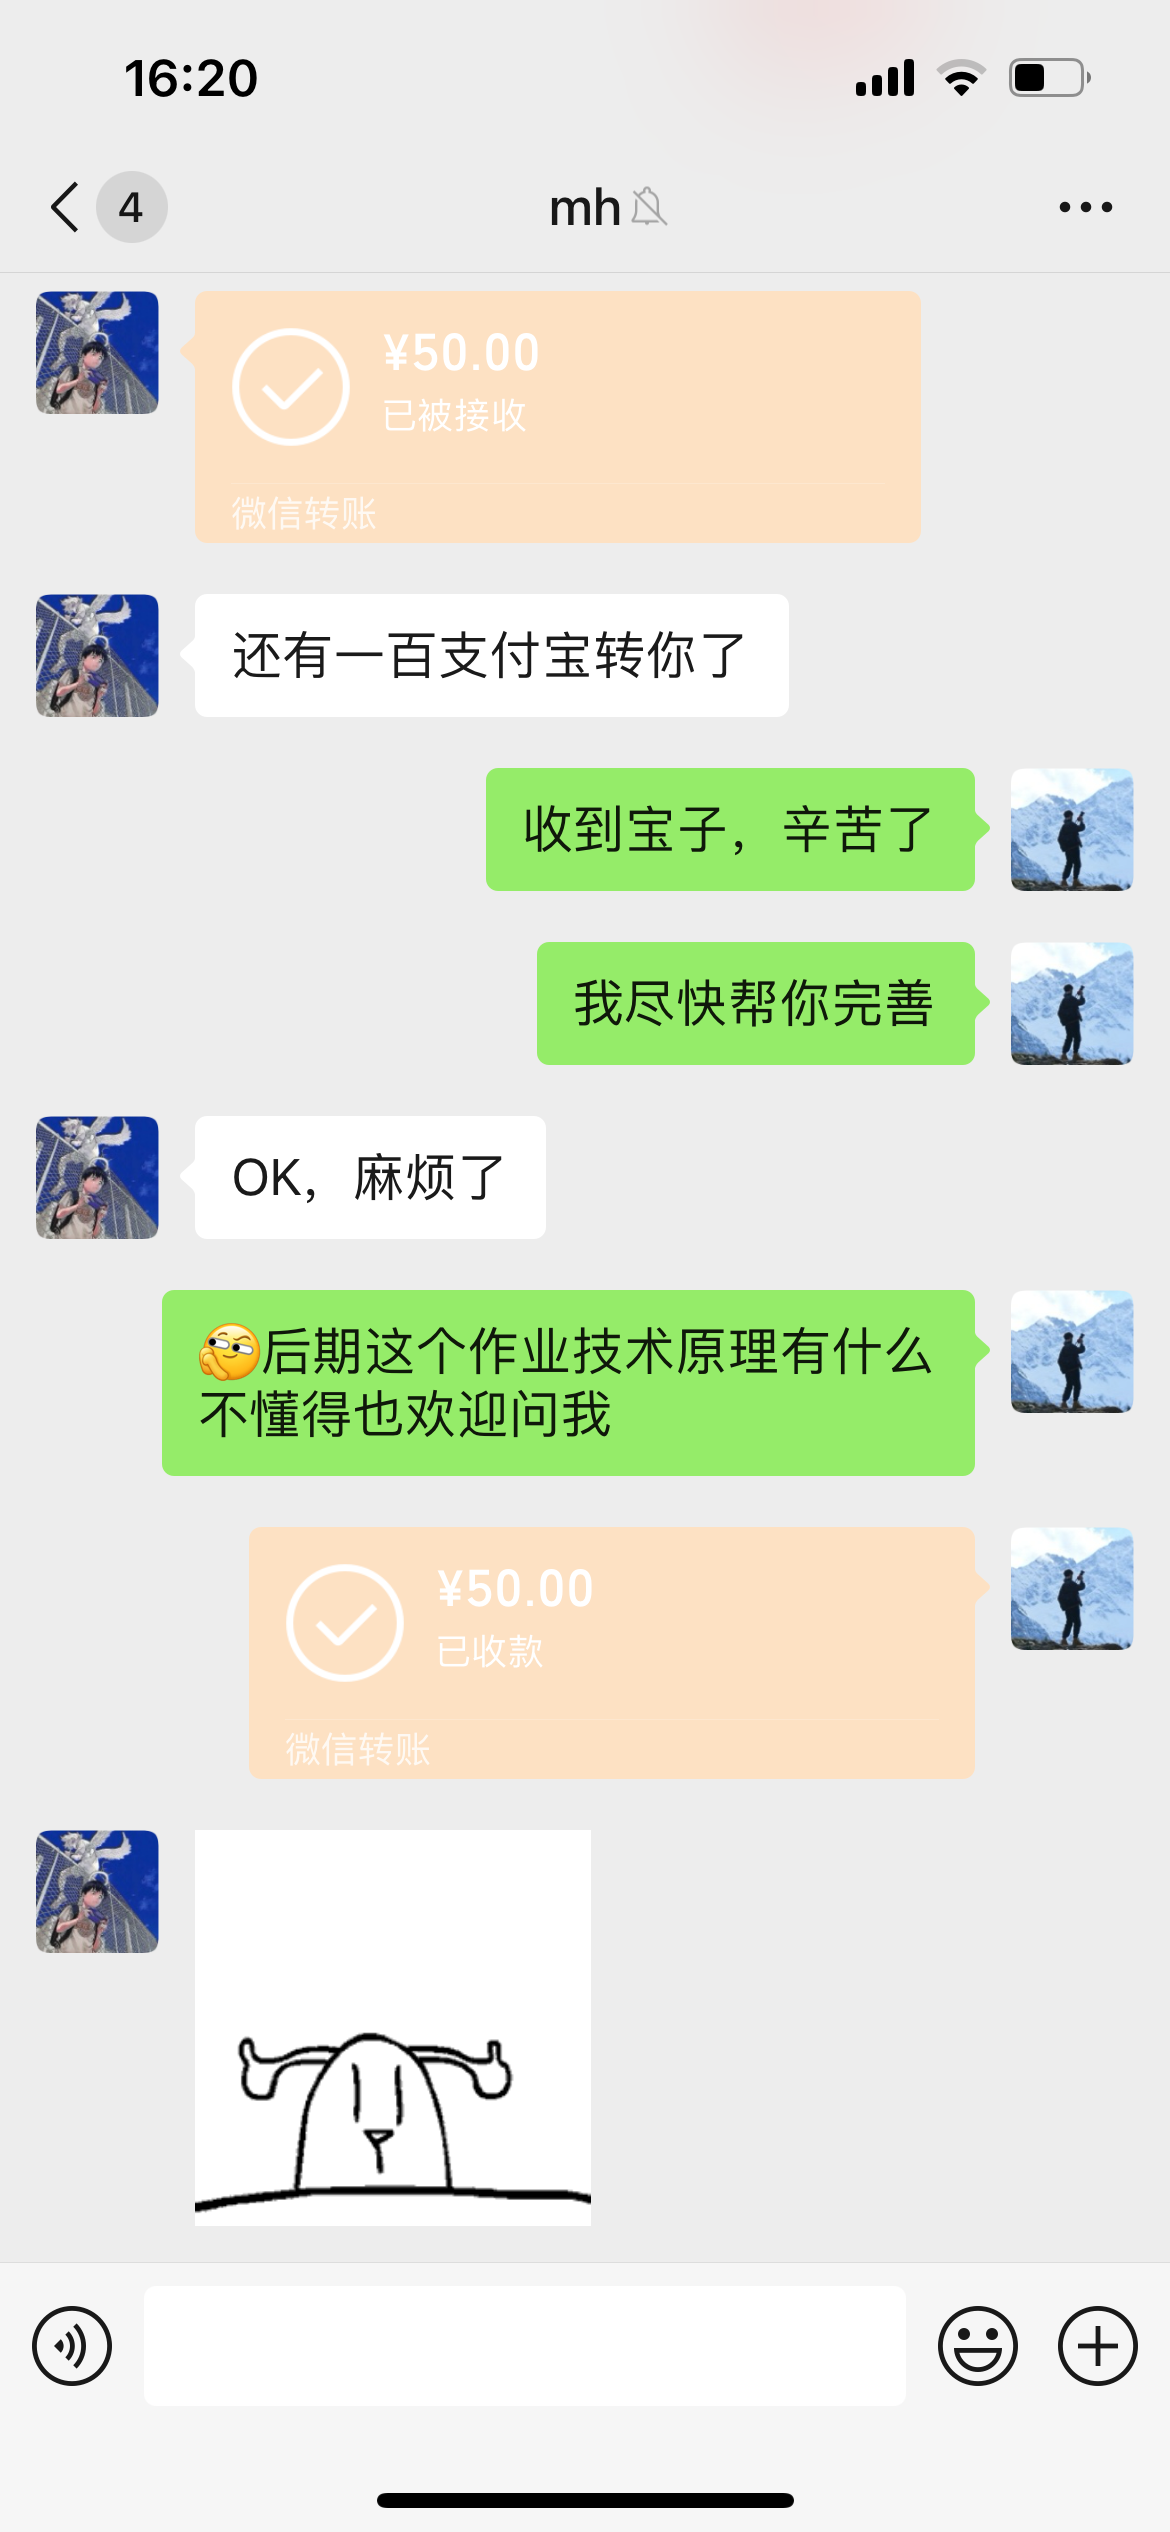 16:20
4
mh
¥50.00
已被接收
微信转账
还有一百支付宝转你了
收到宝子，辛苦了
我尽快帮你完善
OK，麻烦了
后期这个作业技术原理有什么
不懂得也欢迎问我
¥50.00
已收款
微信转账